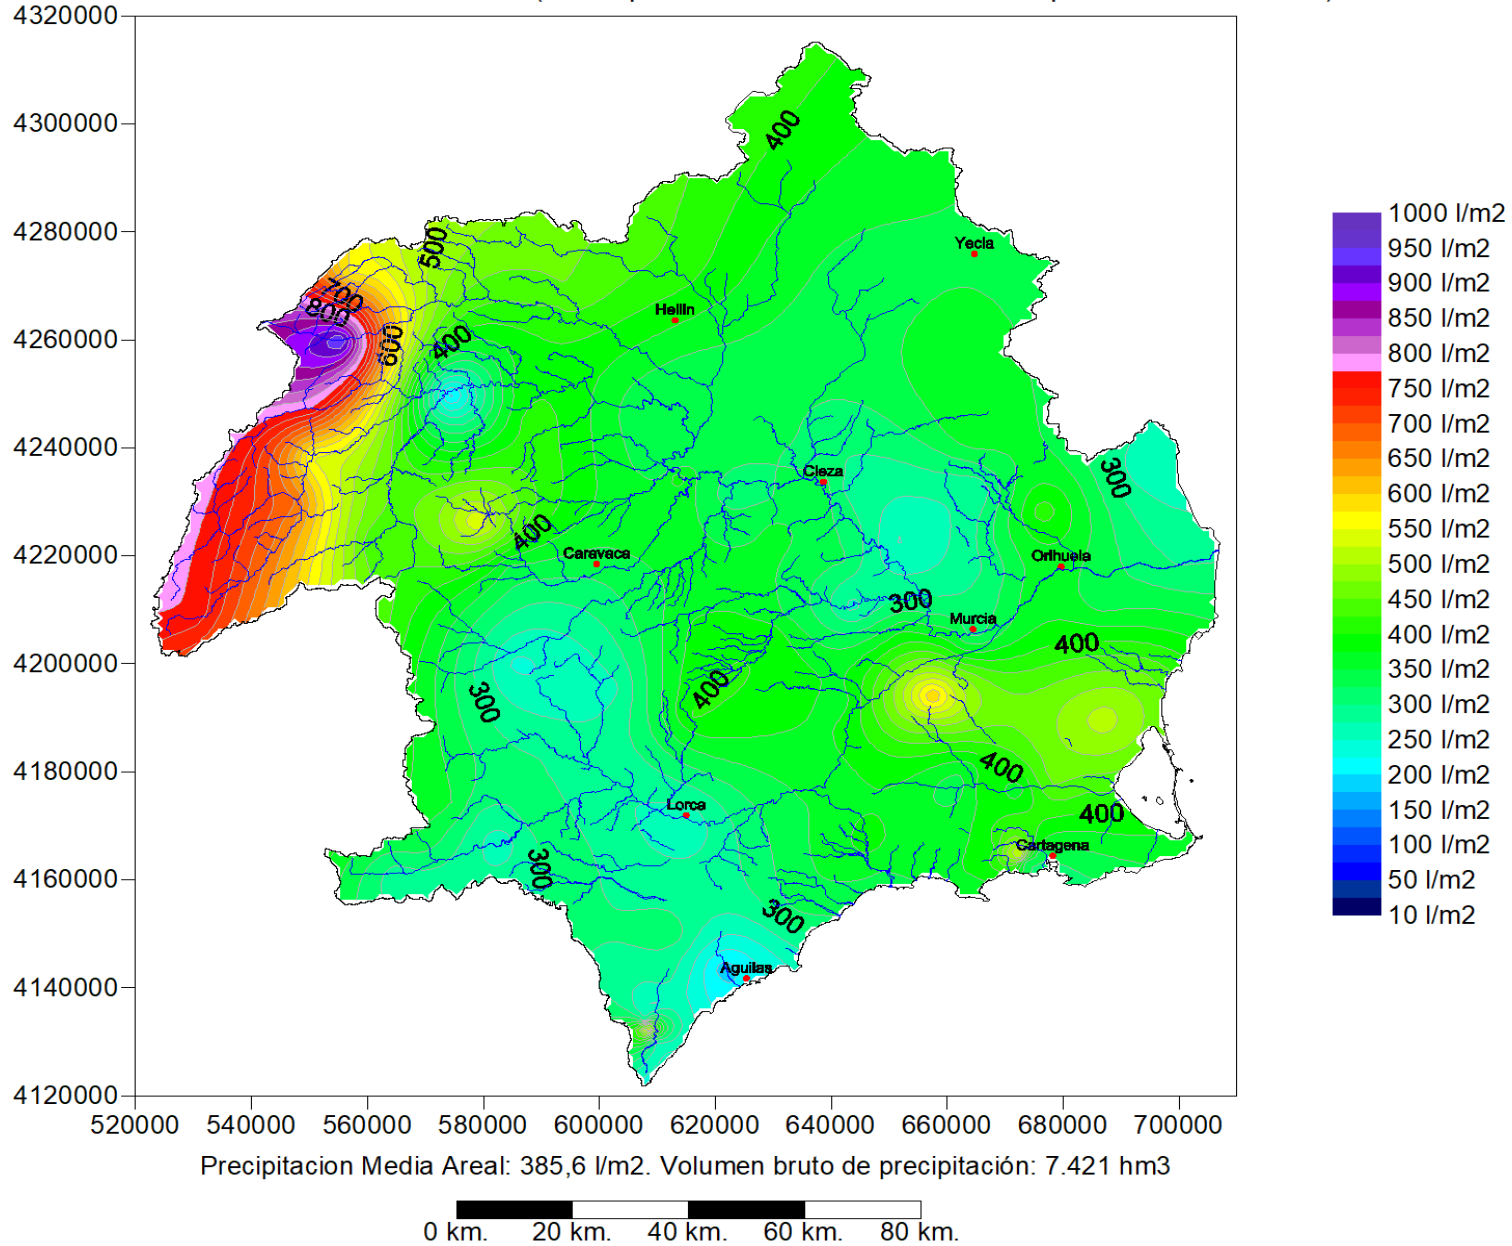 4320000
4300000
4280000
4260000
4240000
4220000
4200000
4180000
4160000
4140000
4120000
520000 540000 560000 580000 600000 620000 640000 660000 680000 700000
400
500
Yecla
700
800
Hellin
600
400
300
Cieza
400
Caravaca
Orihuela
300
Murcia
400
300
400
400
Lorca
400
Cartagena
300
300
Aguilas
1000 l/m2
950 l/m2
900 l/m2
850 l/m2
800 l/m2
750 l/m2
700 l/m2
650 l/m2
600 l/m2
550 l/m2
500 l/m2
450 l/m2
400 l/m2
350 l/m2
300 l/m2
250 l/m2
200 l/m2
150 l/m2
100 l/m2
50 l/m2
10 l/m2
Precipitacion Media Areal: 385,6 l/m2. Volumen bruto de precipitación: 7.421 hm3
0 km. 20 km. 40 km. 60 km. 80 km.